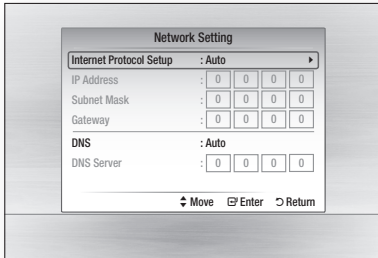 Network Setting
Internet Protocol Setup : Auto
IP Address : 0 0 0 0
Subnet Mask : 0 0 0 0
Gateway : 0 0 0 0
DNS : Auto
DNS Server : 0 0 0 0
Move Enter Return